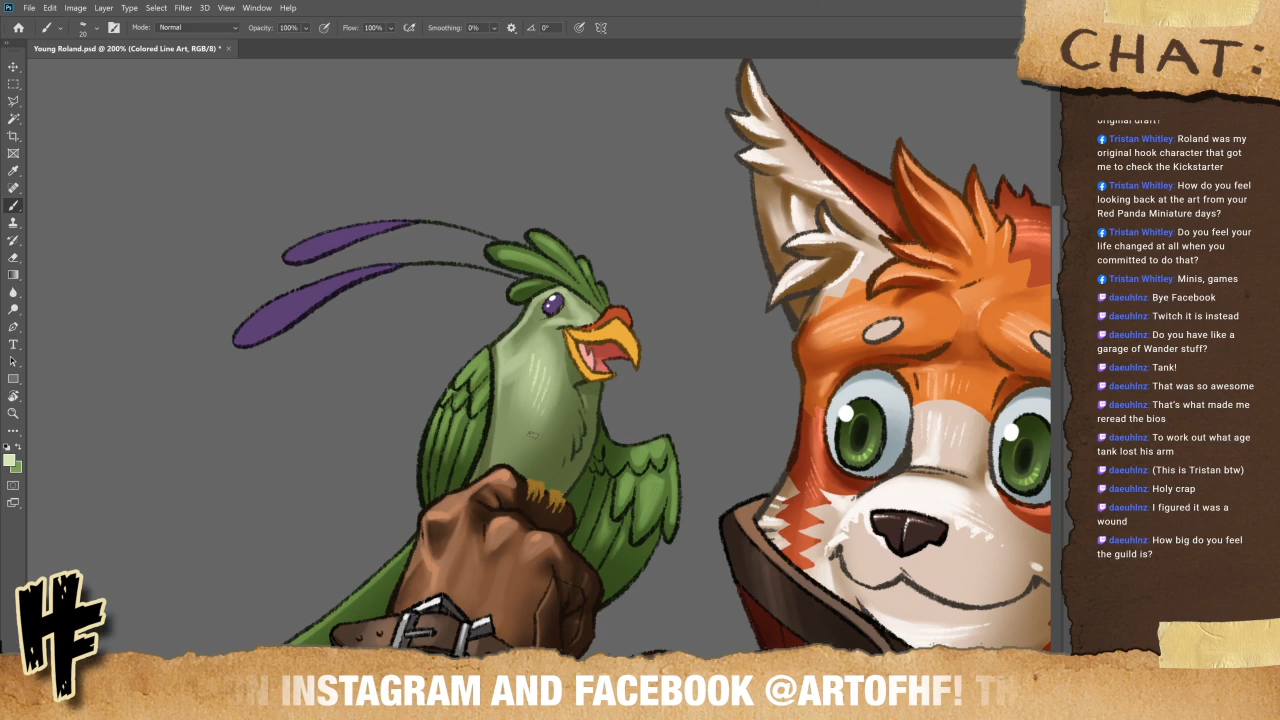 File Edit Image Layer Type Select Filter 3D View Window Help
20 Mode: Normal Opacity: 100% Flow: 100% Smoothing: 0% 0°
Young Roland.psd @ 200% (Colored Line Art, RGB/8) *
CHAT:
original draft?
Tristan Whitley: Roland was my
original hook character that got
me to check the Kickstarter
Tristan Whitley: How do you feel
looking back at the art from your
Red Panda Miniature days?
Tristan Whitley: Do you feel your
life changed at all when you
committed to do that?
Tristan Whitley: Minis, games
daeuhlnz: Bye Facebook
daeuhlnz: Twitch it is instead
daeuhlnz: Do you have like a
garage of Wander stuff?
daeuhlnz: Tank!
daeuhlnz: That was so awesome
daeuhlnz: That's what made me
reread the bios
daeuhlnz: To work out what age
tank lost his arm
daeuhlnz: (This is Tristan btw)
daeuhlnz: Holy crap
daeuhlnz: I figured it was a
wound
daeuhlnz: How big do you feel
the guild is?
HF
N INSTAGRAM AND FACEBOOK @ARTOFHF! TH